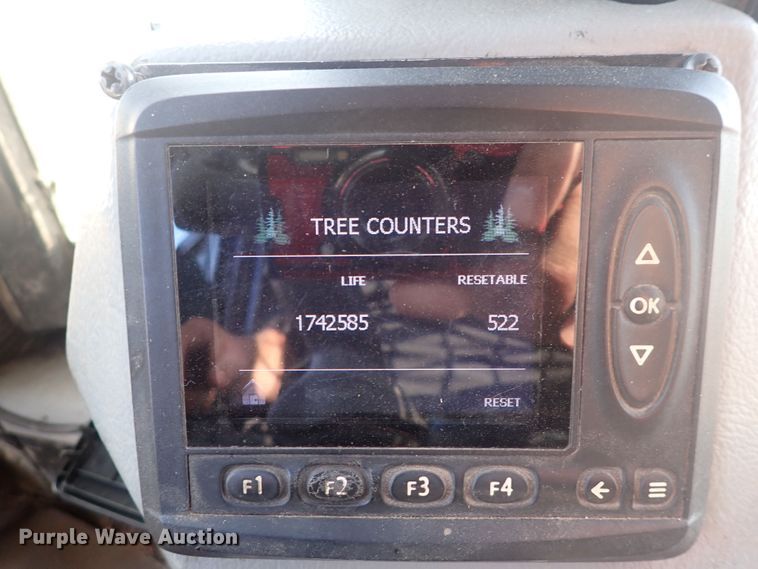 TREE COUNTERS
LIFE RESETABLE
1742585 522
RESET
OK
F1 F2 F3 F4
Purple Wave Auction